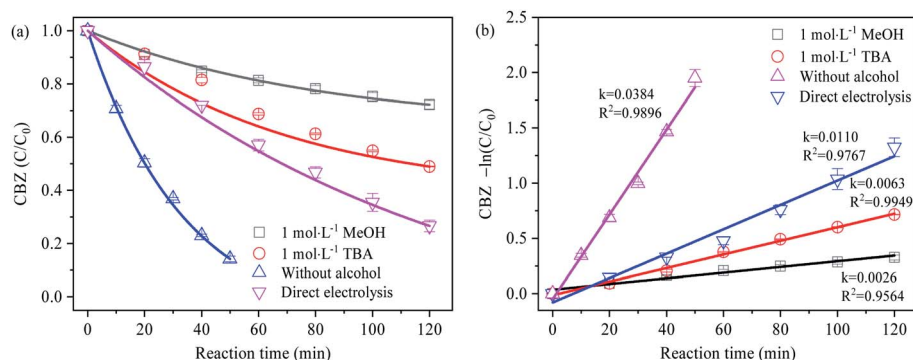 (a)
CBZ (C/C₀)
1.0
0.8
0.6
0.4
0.2
0.0
0
20
40
60
80
100
120
Reaction time (min)
1 mol·L⁻¹ MeOH
1 mol·L⁻¹ TBA
Without alcohol
Direct electrolysis
(b)
CBZ −ln(C/C₀)
2.5
2.0
1.5
1.0
0.5
0.0
0
20
40
60
80
100
120
Reaction time (min)
1 mol·L⁻¹ MeOH
1 mol·L⁻¹ TBA
Without alcohol
Direct electrolysis
k=0.0384
R²=0.9896
k=0.0110
R²=0.9767
k=0.0063
R²=0.9949
k=0.0026
R²=0.9564